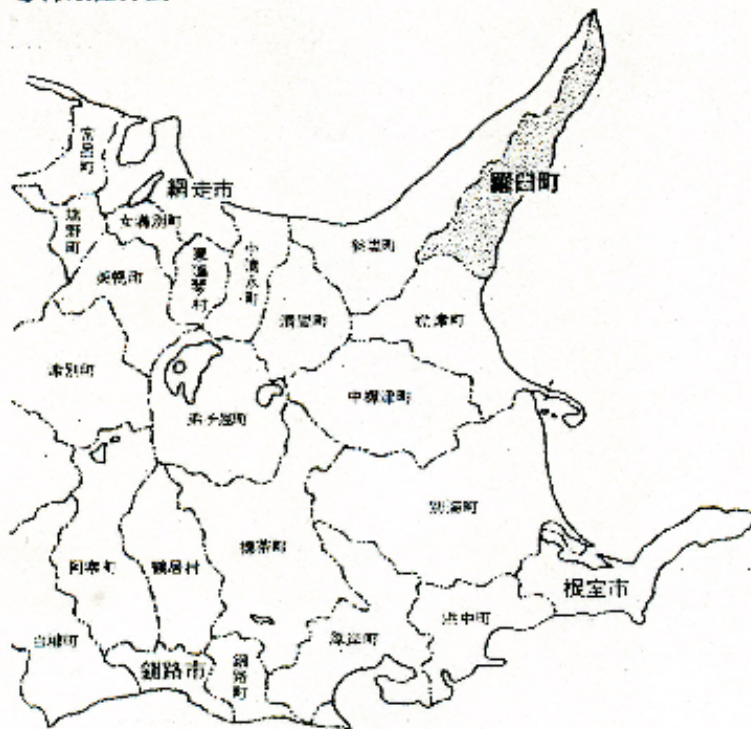 網走市
羅臼町
女満別町
端野町
東藻琴村
小清水町
斜里町
美幌町
清里町
標津町
津別町
中標津町
弟子屈町
別海町
標茶町
阿寒町
鶴居村
根室市
浜中町
厚岸町
白糠町
釧路市
釧路町